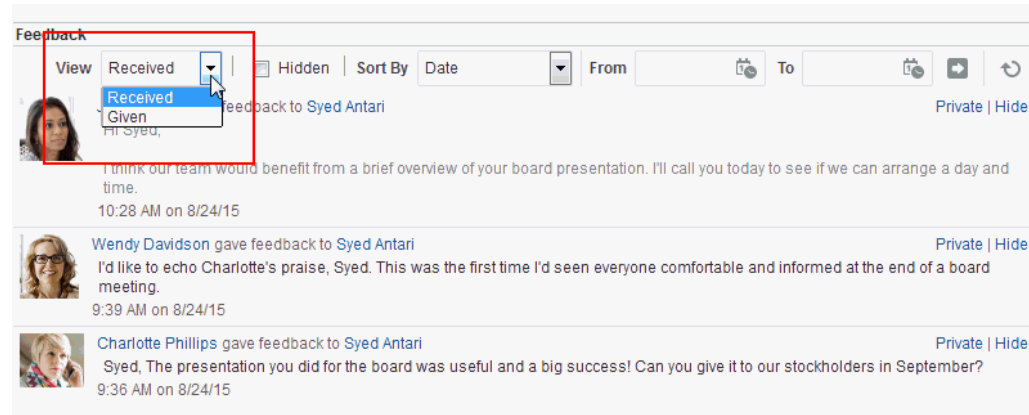 Feedback
View Received Hidden Sort By Date From To
Received
Given
feedback to Syed Antari Private | Hide
Hi Syed,
I think our team would benefit from a brief overview of your board presentation. I'll call you today to see if we can arrange a day and
time.
10:28 AM on 8/24/15
Wendy Davidson gave feedback to Syed Antari Private | Hide
I'd like to echo Charlotte's praise, Syed. This was the first time I'd seen everyone comfortable and informed at the end of a board
meeting.
9:39 AM on 8/24/15
Charlotte Phillips gave feedback to Syed Antari Private | Hide
Syed, The presentation you did for the board was useful and a big success! Can you give it to our stockholders in September?
9:36 AM on 8/24/15